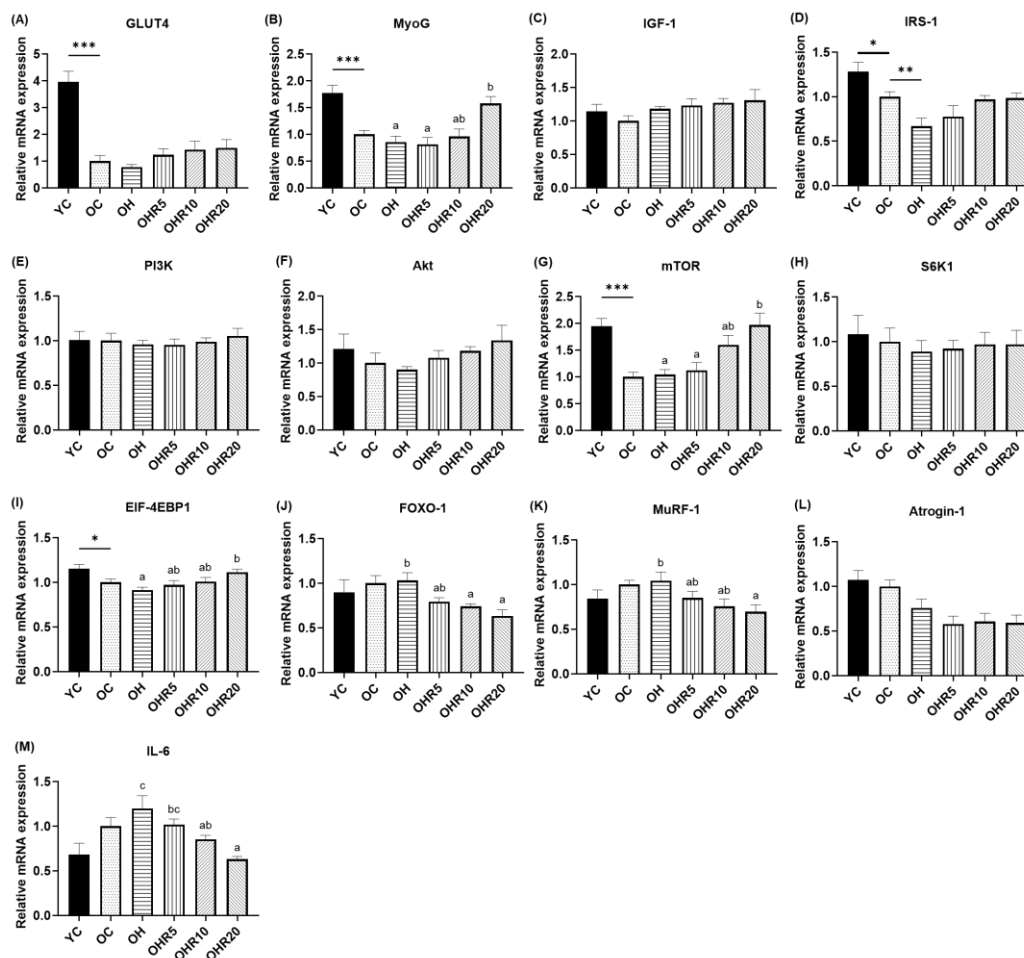 (A) GLUT4
Relative mRNA expression
5
4
3
2
1
0
***
YC OC OH OHR5 OHR10 OHR20
(B) MyoG
Relative mRNA expression
2.0
1.5
1.0
0.5
0.0
*** a a ab b
YC OC OH OHR5 OHR10 OHR20
(C) IGF-1
Relative mRNA expression
2.0
1.5
1.0
0.5
0.0
YC OC OH OHR5 OHR10 OHR20
(D) IRS-1
Relative mRNA expression
1.5
1.0
0.5
0.0
* **
YC OC OH OHR5 OHR10 OHR20
(E) PI3K
Relative mRNA expression
1.5
1.0
0.5
0.0
YC OC OH OHR5 OHR10 OHR20
(F) Akt
Relative mRNA expression
2.0
1.5
1.0
0.5
0.0
YC OC OH OHR5 OHR10 OHR20
(G) mTOR
Relative mRNA expression
2.5
2.0
1.5
1.0
0.5
0.0
*** a a ab b
YC OC OH OHR5 OHR10 OHR20
(H) S6K1
Relative mRNA expression
1.5
1.0
0.5
0.0
YC OC OH OHR5 OHR10 OHR20
(I) EIF-4EBP1
Relative mRNA expression
1.5
1.0
0.5
0.0
* a ab ab b
YC OC OH OHR5 OHR10 OHR20
(J) FOXO-1
Relative mRNA expression
1.5
1.0
0.5
0.0
b ab a a
YC OC OH OHR5 OHR10 OHR20
(K) MuRF-1
Relative mRNA expression
1.5
1.0
0.5
0.0
b ab ab a
YC OC OH OHR5 OHR10 OHR20
(L) Atrogin-1
Relative mRNA expression
1.5
1.0
0.5
0.0
YC OC OH OHR5 OHR10 OHR20
(M) IL-6
Relative mRNA expression
1.5
1.0
0.5
0.0
c bc ab a
YC OC OH OHR5 OHR10 OHR20